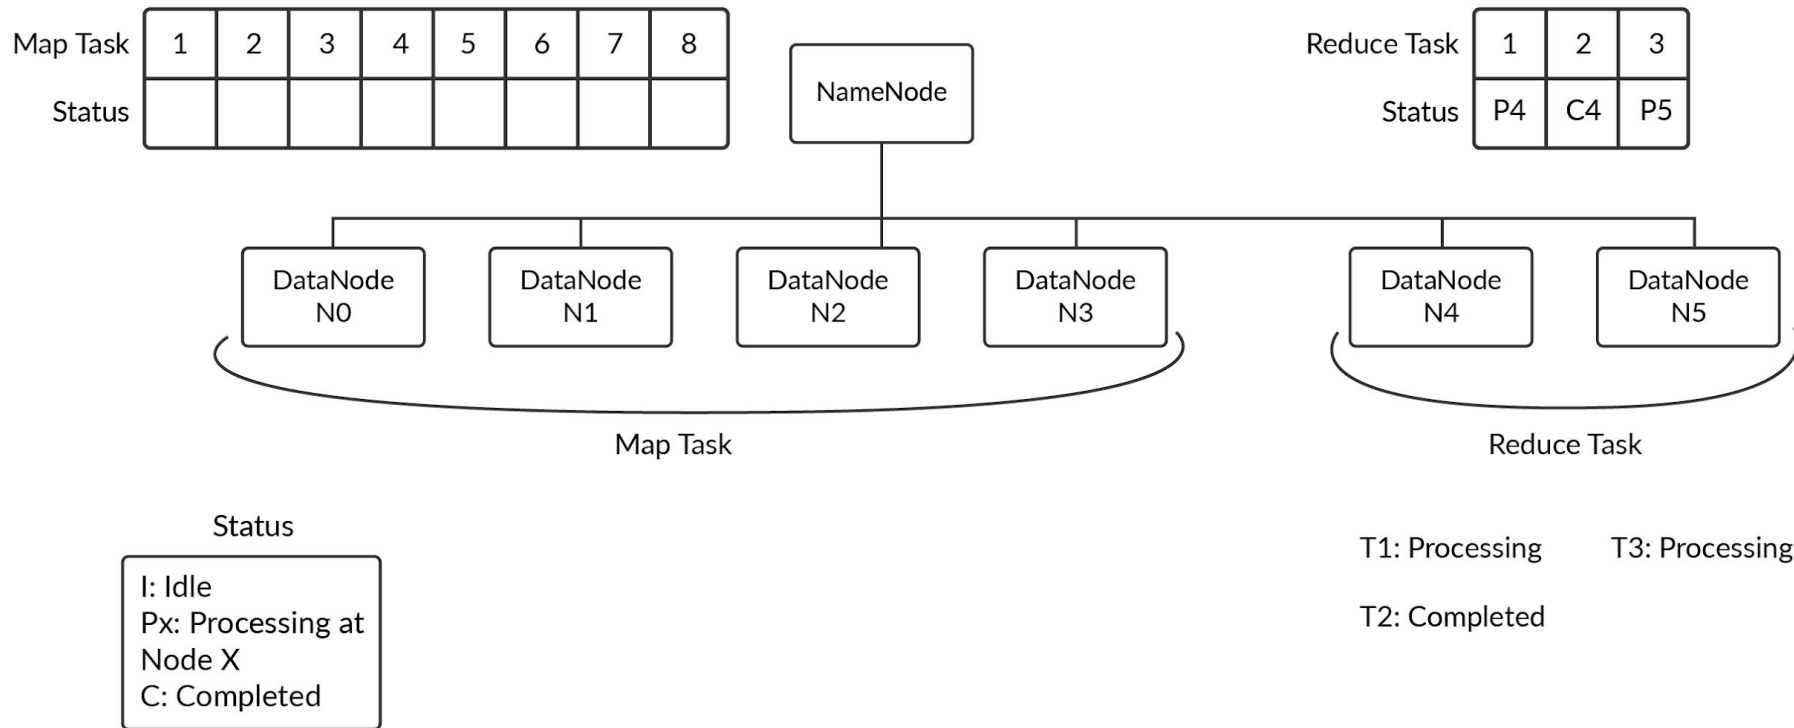 Map Task 1 2 3 4 5 6 7 8
Status
NameNode
Reduce Task 1 2 3
Status P4 C4 P5
DataNode
N0
DataNode
N1
DataNode
N2
DataNode
N3
DataNode
N4
DataNode
N5
Map Task
Reduce Task
Status
I: Idle
Px: Processing at
Node X
C: Completed
T1: Processing
T3: Processing
T2: Completed